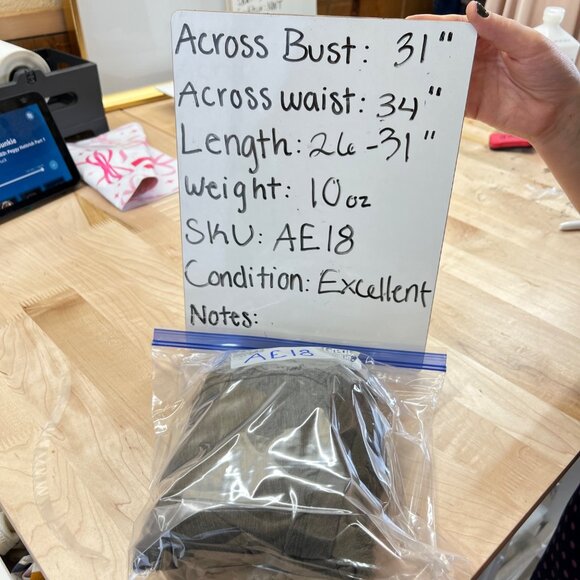 Across Bust: 31"
Across waist: 34"
Length: 26-31"
Weight: 10oz
SKU: AE18
Condition: Excellent
Notes:
AE18